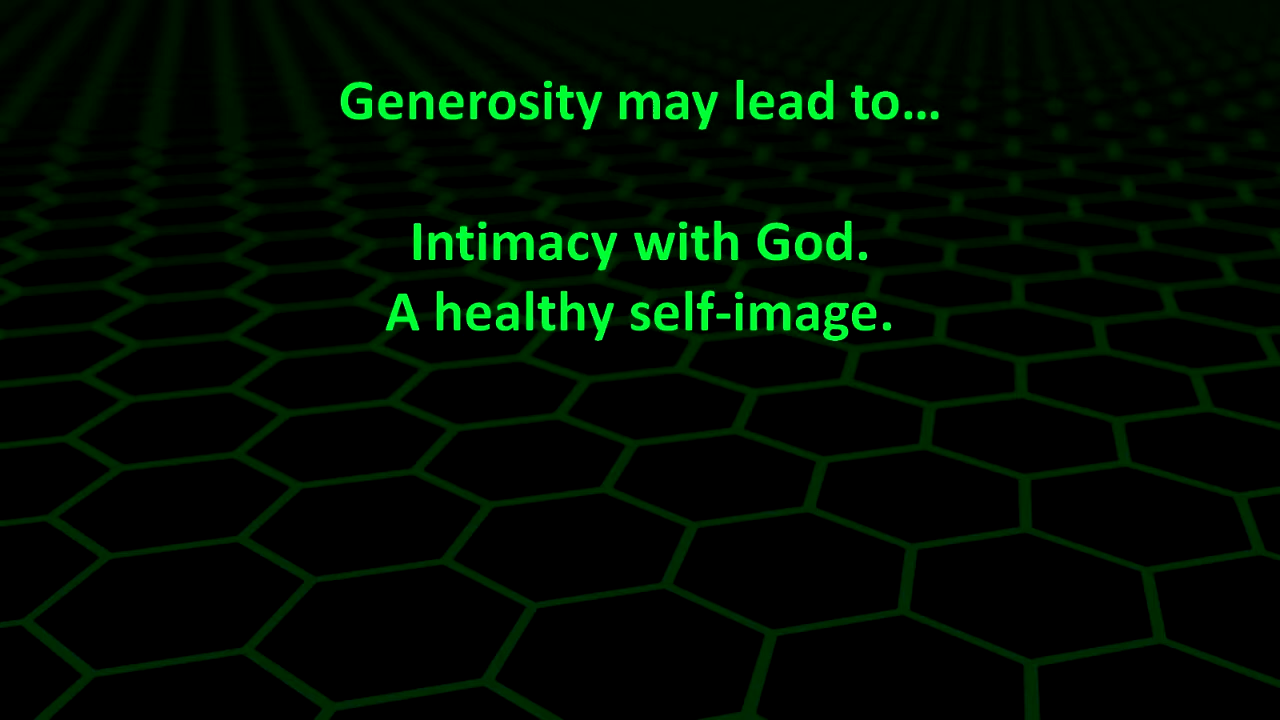 Generosity may lead to…
Intimacy with God.
A healthy self-image.